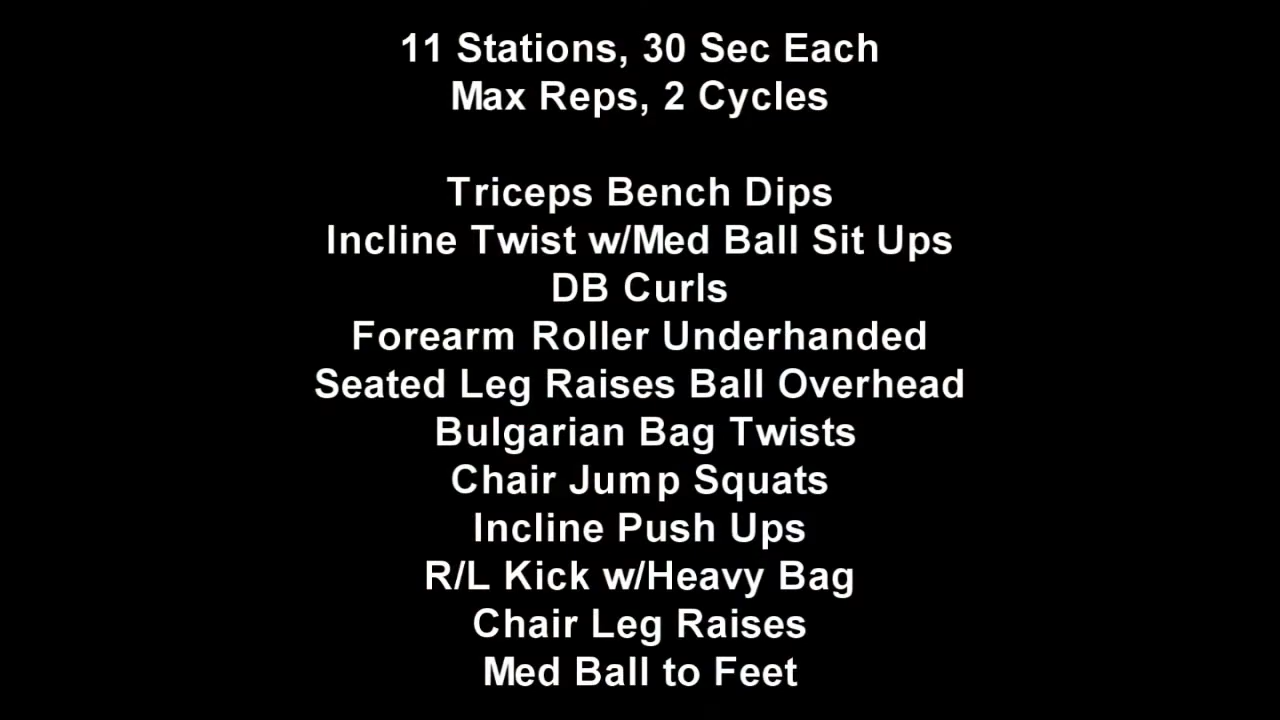 11 Stations, 30 Sec Each
Max Reps, 2 Cycles
Triceps Bench Dips
Incline Twist w/Med Ball Sit Ups
DB Curls
Forearm Roller Underhanded
Seated Leg Raises Ball Overhead
Bulgarian Bag Twists
Chair Jump Squats
Incline Push Ups
R/L Kick w/Heavy Bag
Chair Leg Raises
Med Ball to Feet